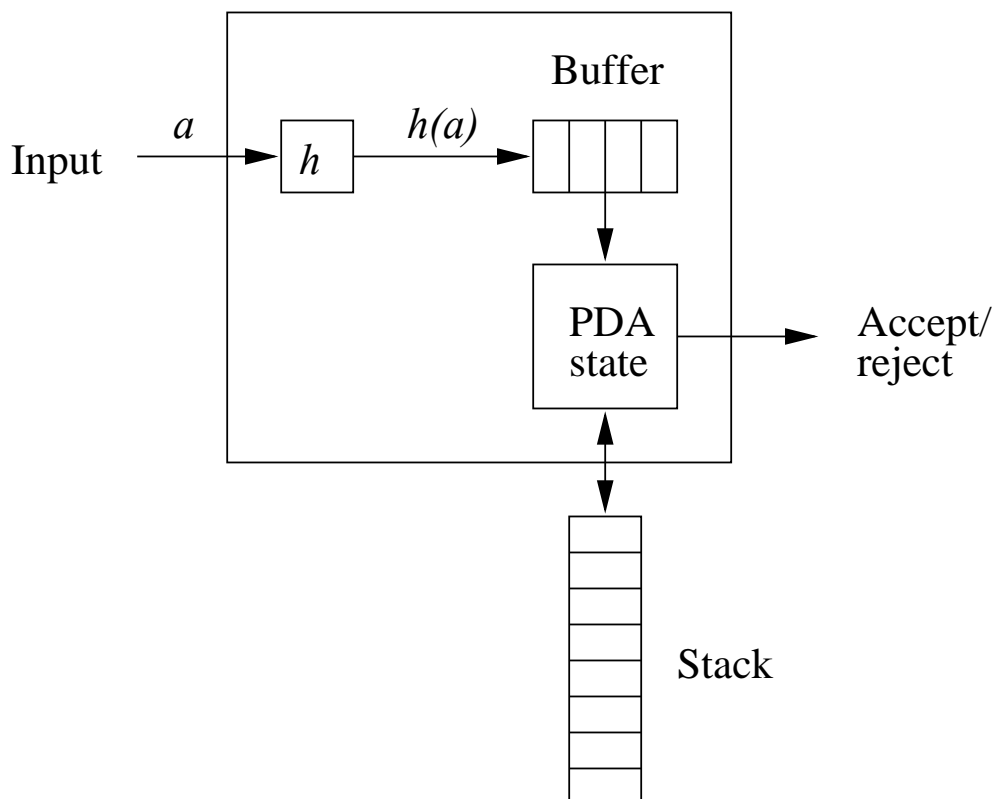 Buffer
a
h(a)
Input
h
PDA
state
Accept/
reject
Stack